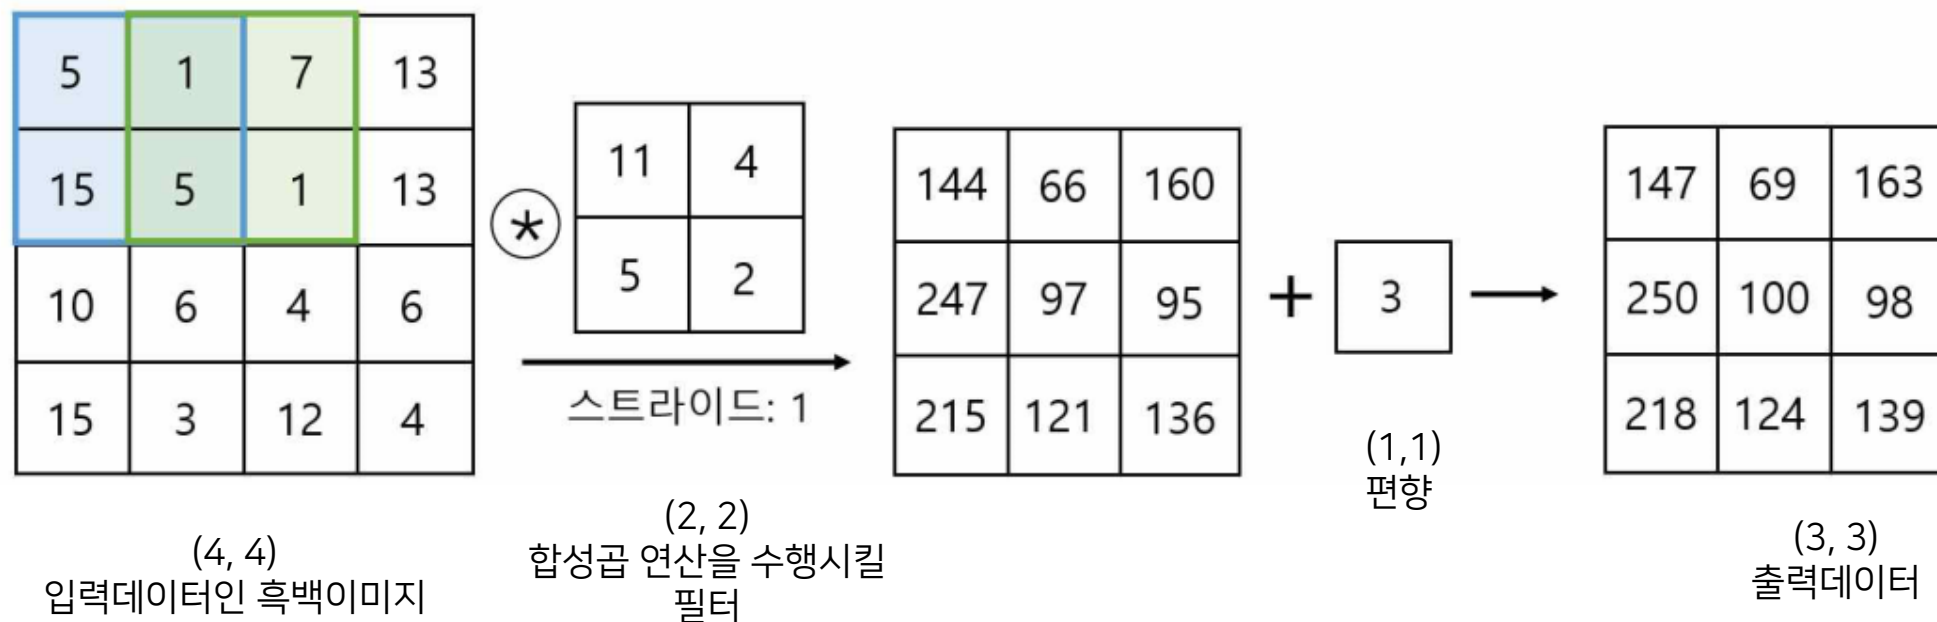 5 1 7 13
15 5 1 13
10 6 4 6
15 3 12 4
(4, 4)
입력데이터인 흑백이미지
*
11 4
5 2
스트라이드: 1
(2, 2)
합성곱 연산을 수행시킬
필터
144 66 160
247 97 95
215 121 136
+
3
(1,1)
편향
147 69 163
250 100 98
218 124 139
(3, 3)
출력데이터